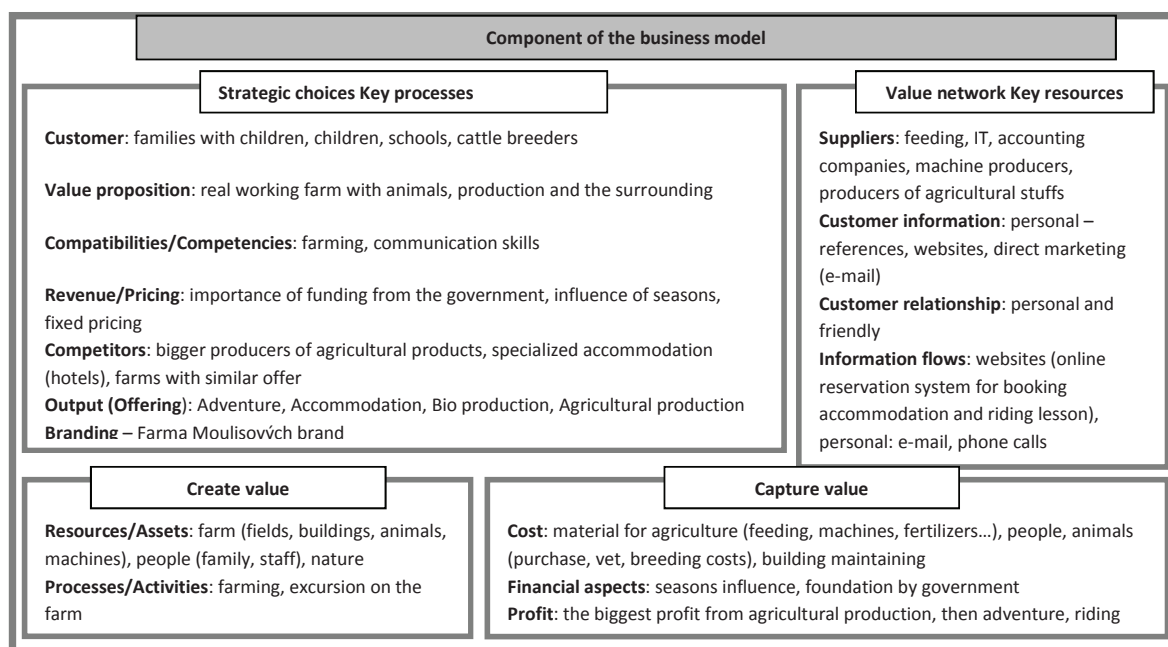 Component of the business model
Strategic choices Key processes
Customer: families with children, children, schools, cattle breeders
Value proposition: real working farm with animals, production and the surrounding
Compatibilities/Competencies: farming, communication skills
Revenue/Pricing: importance of funding from the government, influence of seasons,
fixed pricing
Competitors: bigger producers of agricultural products, specialized accommodation
(hotels), farms with similar offer
Output (Offering): Adventure, Accommodation, Bio production, Agricultural production
Branding – Farma Moulisových brand
Value network Key resources
Suppliers: feeding, IT, accounting
companies, machine producers,
producers of agricultural stuffs
Customer information: personal –
references, websites, direct marketing
(e-mail)
Customer relationship: personal and
friendly
Information flows: websites (online
reservation system for booking
accommodation and riding lesson),
personal: e-mail, phone calls
Create value
Resources/Assets: farm (fields, buildings, animals,
machines), people (family, staff), nature
Processes/Activities: farming, excursion on the
farm
Capture value
Cost: material for agriculture (feeding, machines, fertilizers…), people, animals
(purchase, vet, breeding costs), building maintaining
Financial aspects: seasons influence, foundation by government
Profit: the biggest profit from agricultural production, then adventure, riding